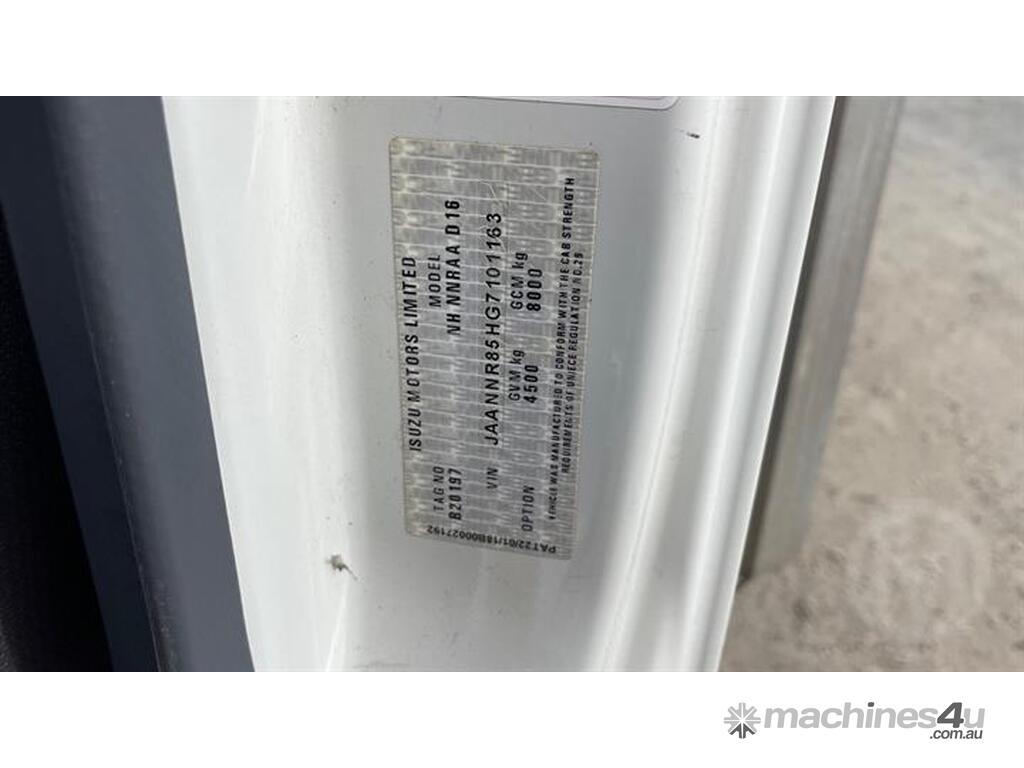 ISUZU MOTORS LIMITED
TAG NO MODEL
B20197 NH NNRAA D16
VIN JAANNR85HG7101163
GVM kg GCM kg
OPTION 4500 8000
VEHICLE WAS MANUFACTURED TO CONFORM WITH THE CAB STRENGTH
REQUIREMENTS OF UNIECE REGULATION NO.29
PAT22/01/18B000027192
machines4u
.com.au